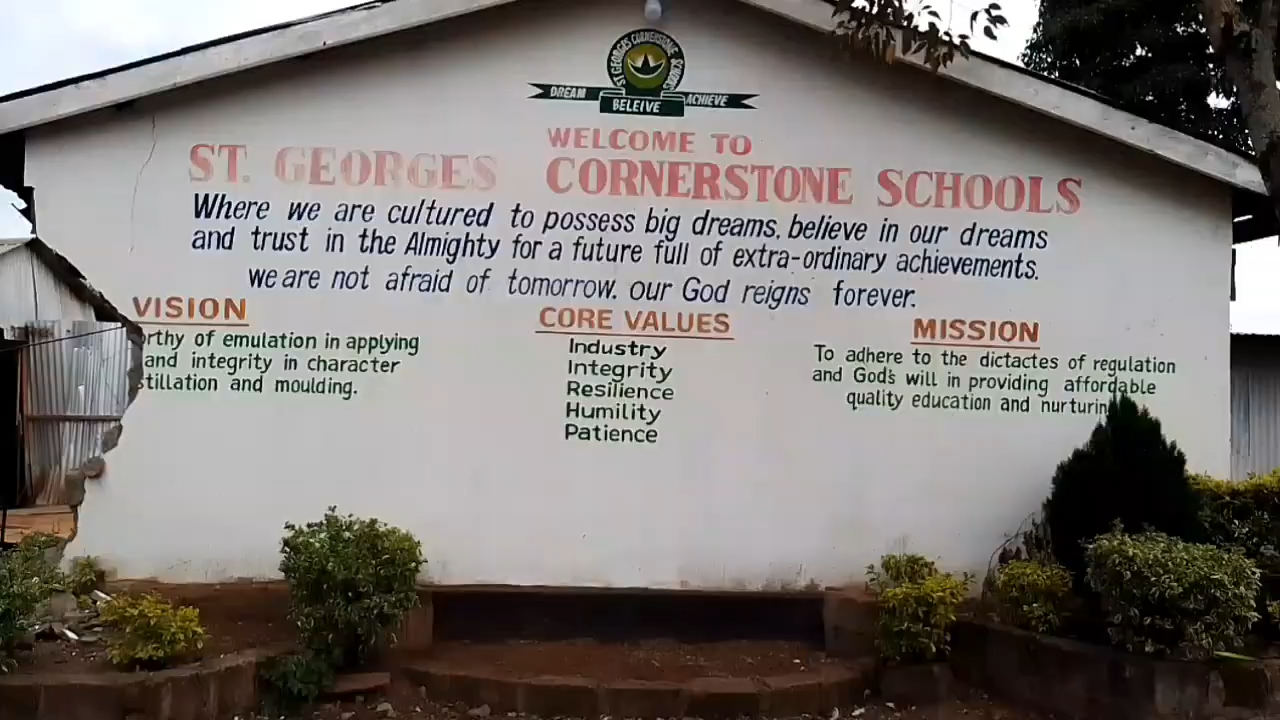 ST GEORGES CORNERSTONE SCHOOLS
DREAM BELEIVE ACHIEVE
WELCOME TO
ST. GEORGES CORNERSTONE SCHOOLS
Where we are cultured to possess big dreams, believe in our dreams
and trust in the Almighty for a future full of extra-ordinary achievements.
we are not afraid of tomorrow. our God reigns forever.
VISION
rthy of emulation in applying
and integrity in character
stillation and moulding.
CORE VALUES
Industry
Integrity
Resilience
Humility
Patience
MISSION
To adhere to the dictactes of regulation
and God's will in providing affordable
quality education and nurturin